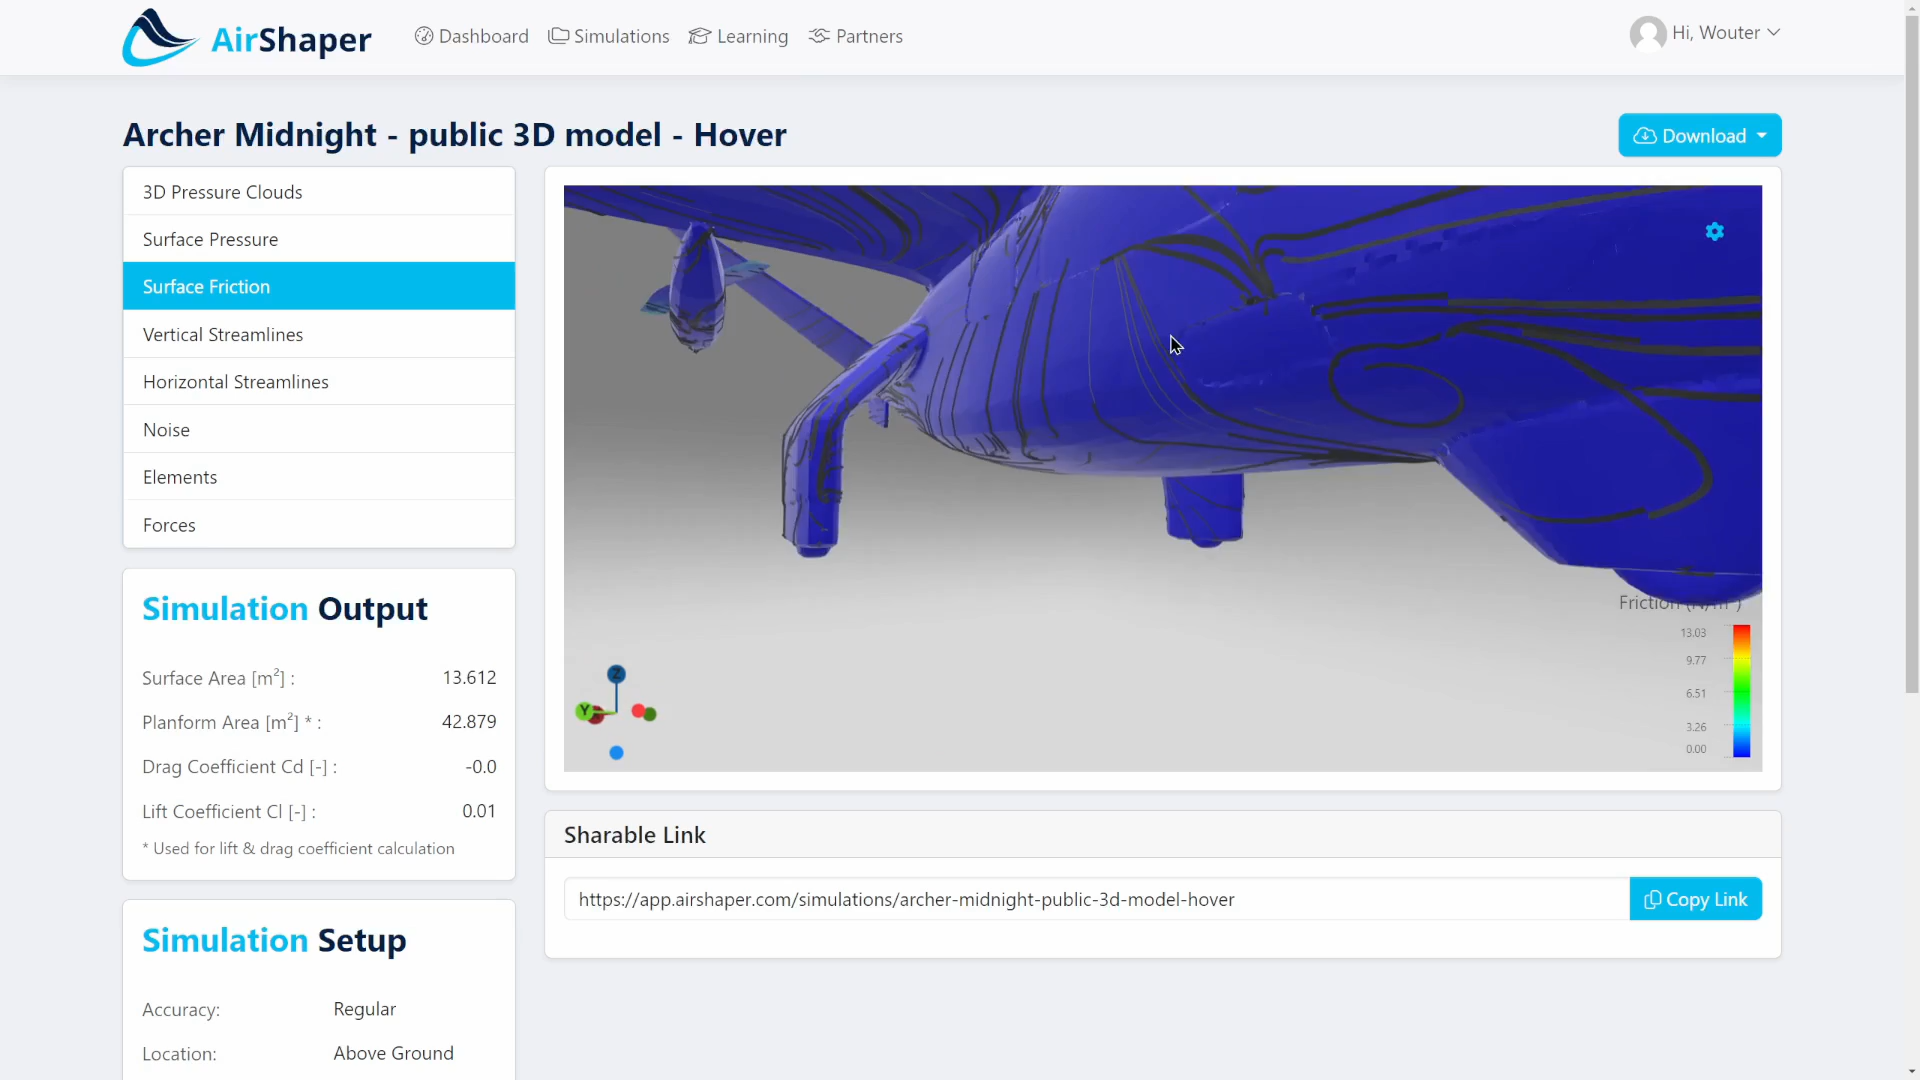 AirShaper
Dashboard
Simulations
Learning
Partners
Hi, Wouter
Archer Midnight - public 3D model - Hover
Download
3D Pressure Clouds
Surface Pressure
Surface Friction
Vertical Streamlines
Horizontal Streamlines
Noise
Elements
Forces
Friction
13.03
9.77
6.51
3.26
0.00
Z
Y
Simulation Output
Surface Area [m²] : 13.612
Planform Area [m²] * : 42.879
Drag Coefficient Cd [-] : -0.0
Lift Coefficient Cl [-] : 0.01
* Used for lift & drag coefficient calculation
Sharable Link
https://app.airshaper.com/simulations/archer-midnight-public-3d-model-hover
Copy Link
Simulation Setup
Accuracy: Regular
Location: Above Ground